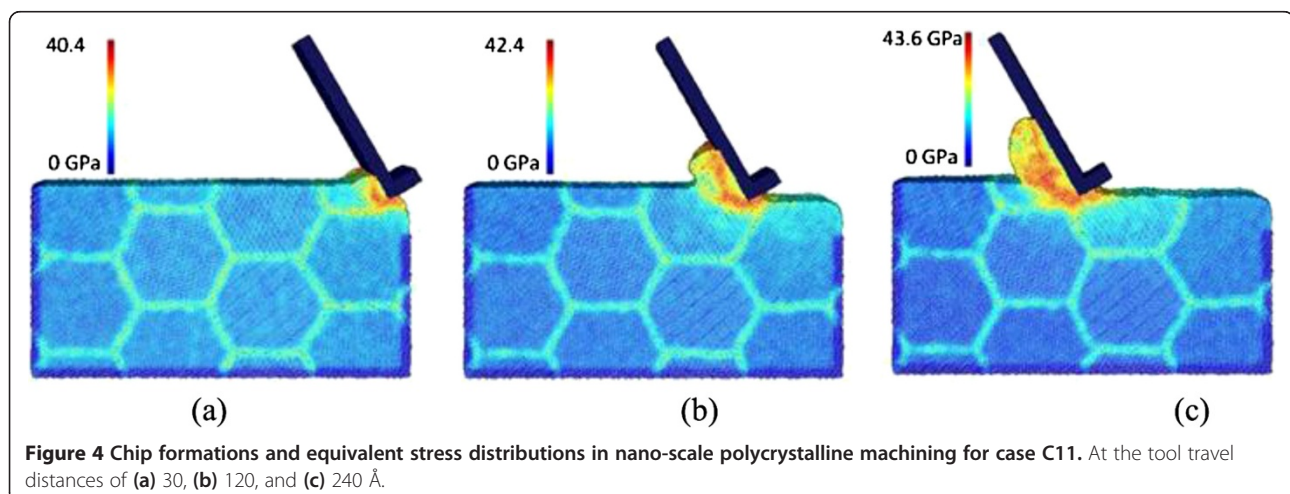 40.4
0 GPa
42.4
0 GPa
43.6 GPa
0 GPa
(a)
(b)
(c)
Figure 4 Chip formations and equivalent stress distributions in nano-scale polycrystalline machining for case C11. At the tool travel
distances of (a) 30, (b) 120, and (c) 240 Å.